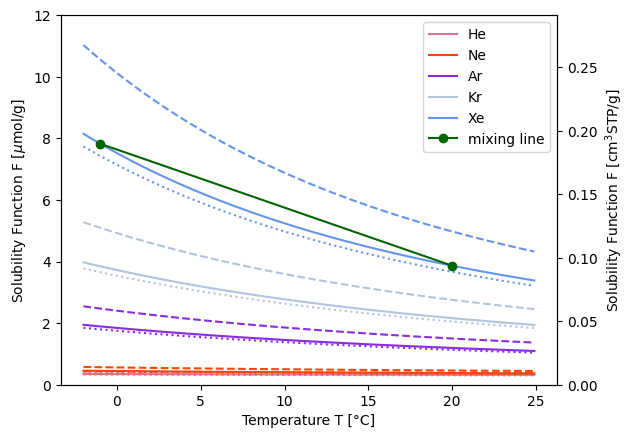 12
10
8
6
4
2
0
Solubility Function F [μmol/g]
0
5
10
15
20
25
Temperature T [°C]
0.25
0.20
0.15
0.10
0.05
0.00
Solubility Function F [cm³STP/g]
He
Ne
Ar
Kr
Xe
mixing line